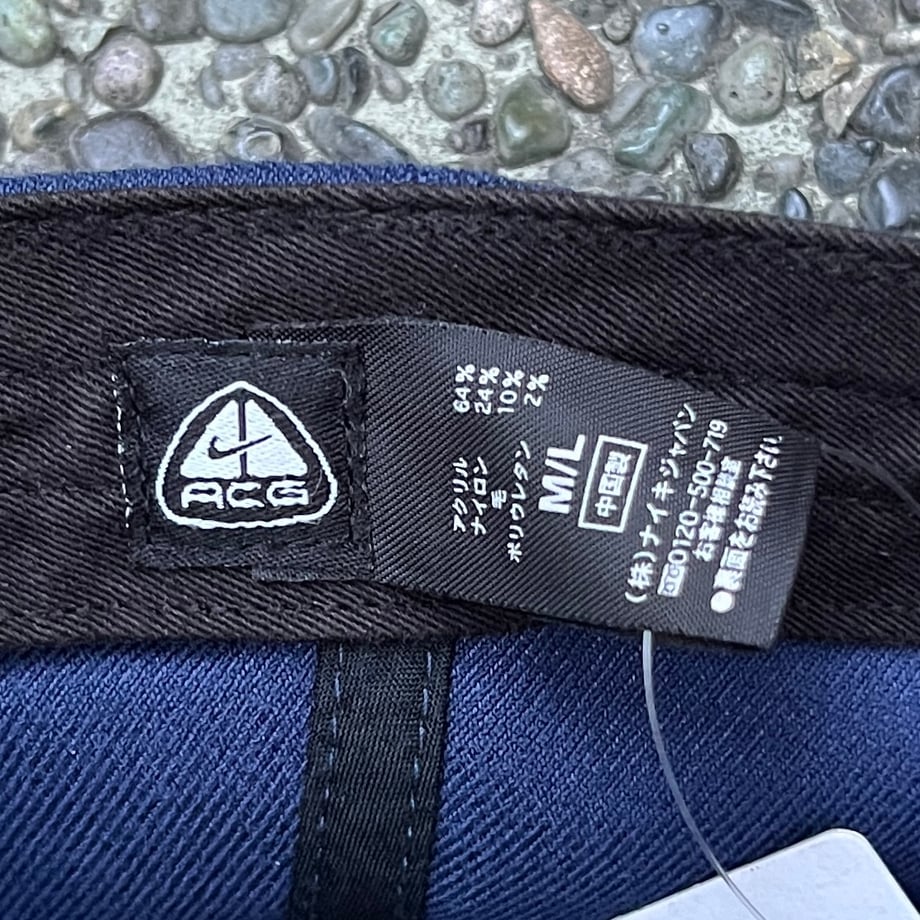 ACG
アクリル 64%
ナイロン 24%
毛 10%
ポリウレタン 2%
M/L
中国製
(株)ナイキジャパン
0120-500-719
お客様相談室
●裏面をお読み下さい